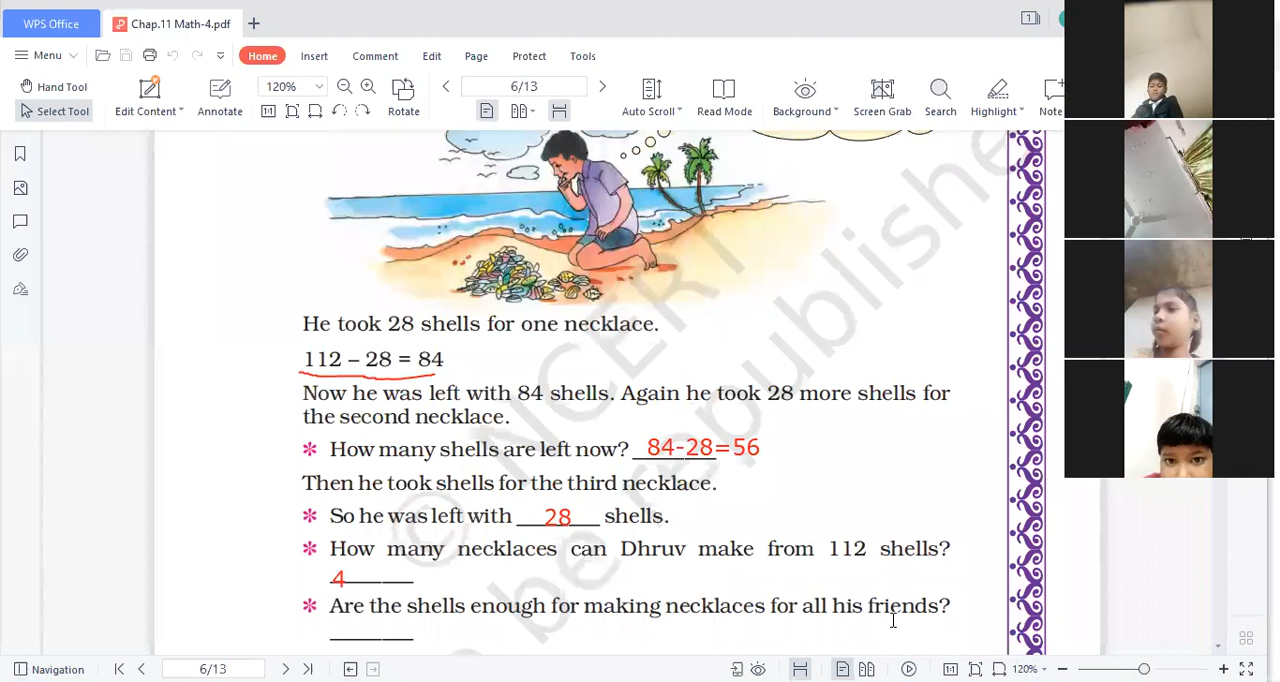 WPS Office
Chap.11 Math-4.pdf
1
Menu
Home Insert Comment Edit Page Protect Tools
Hand Tool
Select Tool
Edit Content
Annotate
120%
Rotate
6/13
Auto Scroll
Read Mode
Background
Screen Grab
Search
Highlight
Note
He took 28 shells for one necklace.
112 – 28 = 84
Now he was left with 84 shells. Again he took 28 more shells for
the second necklace.
* How many shells are left now? 84-28=56
Then he took shells for the third necklace.
* So he was left with 28 shells.
* How many necklaces can Dhruv make from 112 shells?
4
* Are the shells enough for making necklaces for all his friends?
© NCERT
be republishe
Navigation
6/13
120%